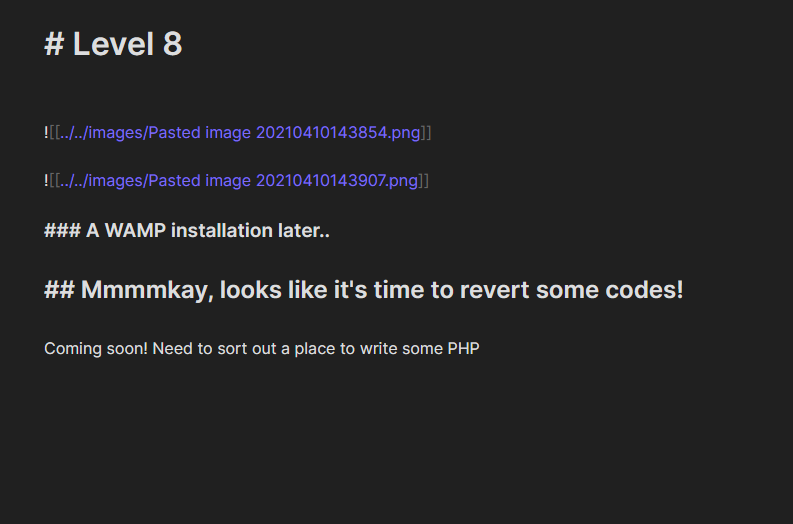 # Level 8
![[../../images/Pasted image 20210410143854.png]]
![[../../images/Pasted image 20210410143907.png]]
### A WAMP installation later..
## Mmmmkay, looks like it's time to revert some codes!
Coming soon! Need to sort out a place to write some PHP